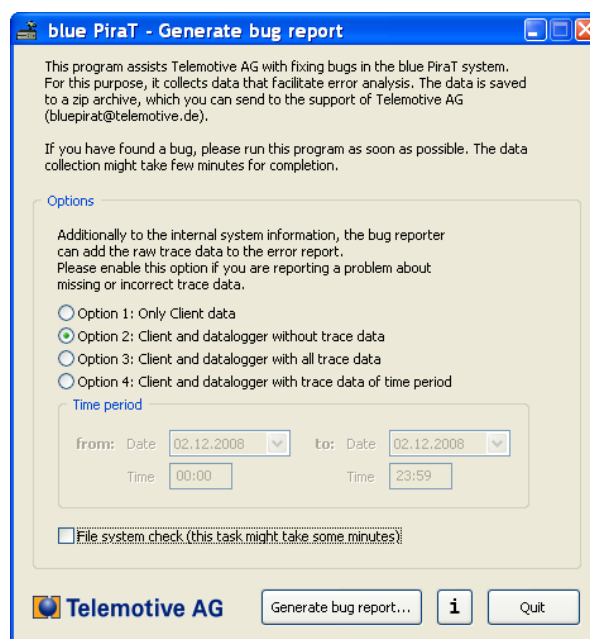 blue PiraT - Generate bug report
This program assists Telemotive AG with fixing bugs in the blue PiraT system.
For this purpose, it collects data that facilitate error analysis. The data is saved
to a zip archive, which you can send to the support of Telemotive AG
(bluepirat@telemotive.de).
If you have found a bug, please run this program as soon as possible. The data
collection might take few minutes for completion.
Options
Additionally to the internal system information, the bug reporter
can add the raw trace data to the error report.
Please enable this option if you are reporting a problem about
missing or incorrect trace data.
Option 1: Only Client data
Option 2: Client and datalogger without trace data
Option 3: Client and datalogger with all trace data
Option 4: Client and datalogger with trace data of time period
Time period
from: Date 02.12.2008 to: Date 02.12.2008
Time 00:00 Time 23:59
File system check (this task might take some minutes)
Telemotive AG Generate bug report... i Quit